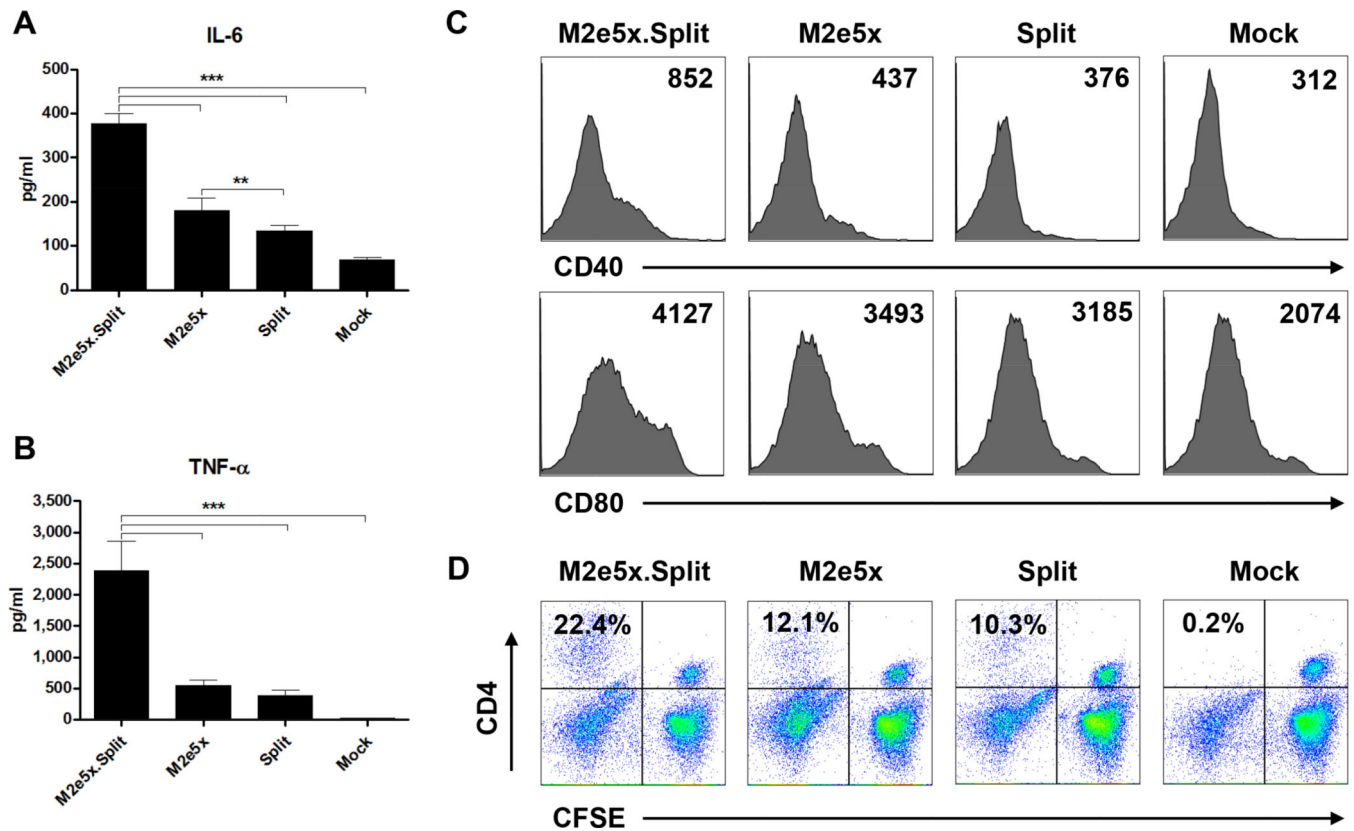 A
IL-6
500
400
300
200
100
0
pg/ml
***
**
M2e5x.Split
M2e5x
Split
Mock
B
TNF-α
3,500
3,000
2,500
2,000
1,500
1,000
500
0
pg/ml
***
M2e5x.Split
M2e5x
Split
Mock
C
M2e5x.Split M2e5x Split Mock
852 437 376 312
CD40
4127 3493 3185 2074
CD80
D
M2e5x.Split M2e5x Split Mock
22.4% 12.1% 10.3% 0.2%
CD4
CFSE